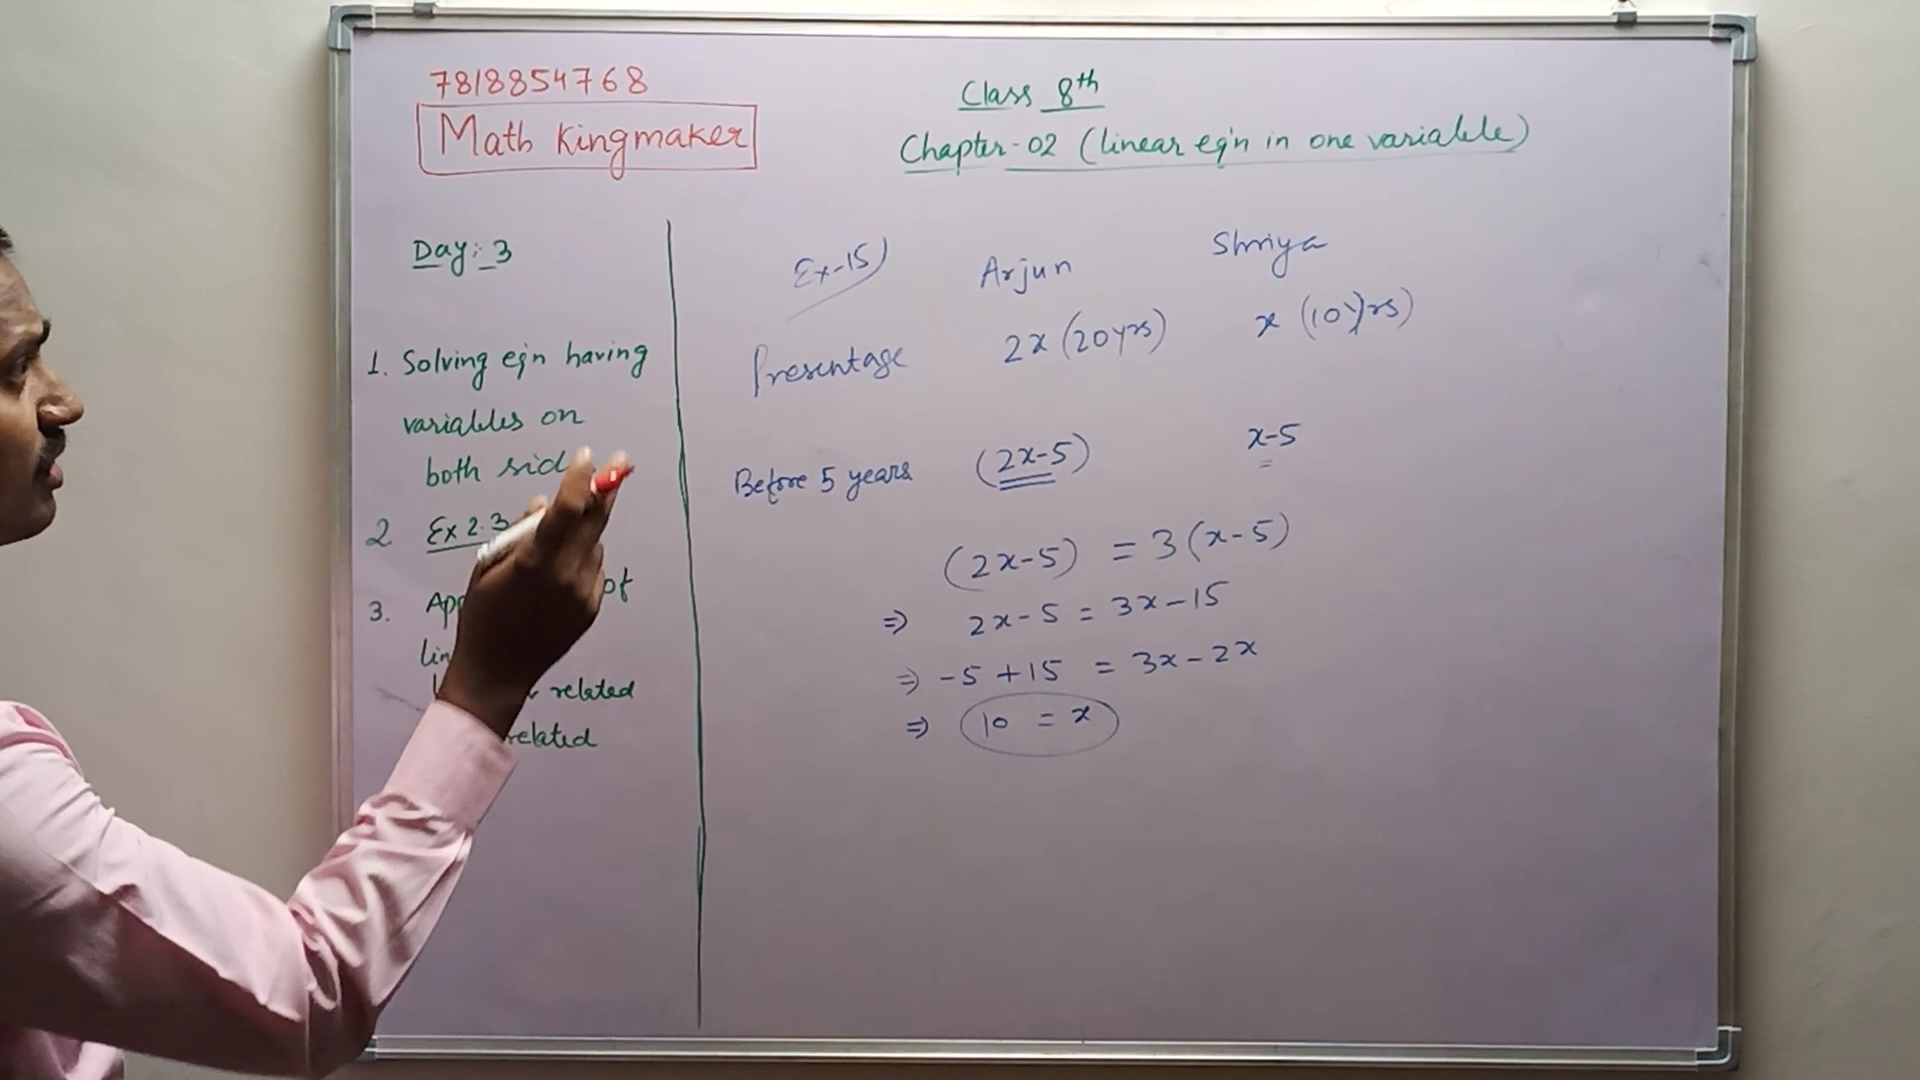 7818854768
Math Kingmaker
Class 8th
Chapter-02 (linear eq'n in one variable)
Day:-3
1. Solving eq'n having
variables on
both sid
2 Ex 2.3
3. App of
lin
related
related
Ex-15)
Arjun
Shriya
Presentage
2x (20yrs)
x (10yrs)
Before 5 years
(2x-5)
x-5
(2x-5) = 3(x-5)
⇒ 2x-5 = 3x-15
⇒ -5+15 = 3x-2x
⇒ 10 = x